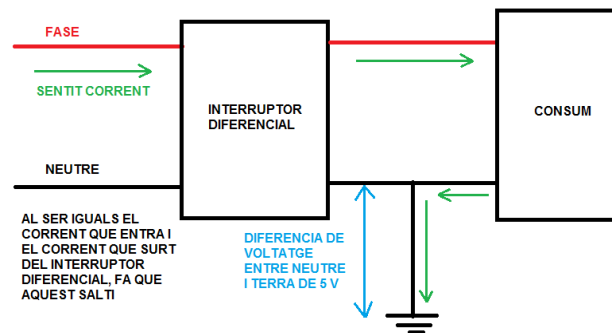 FASE
SENTIT CORRENT
INTERRUPTOR
DIFERENCIAL
CONSUM
NEUTRE
AL SER IGUALS EL
CORRENT QUE ENTRA I
EL CORRENT QUE SURT
DEL INTERRUPTOR
DIFERENCIAL, FA QUE
AQUEST SALTI
DIFERENCIA DE
VOLTATGE
ENTRE NEUTRE
I TERRA DE 5 V